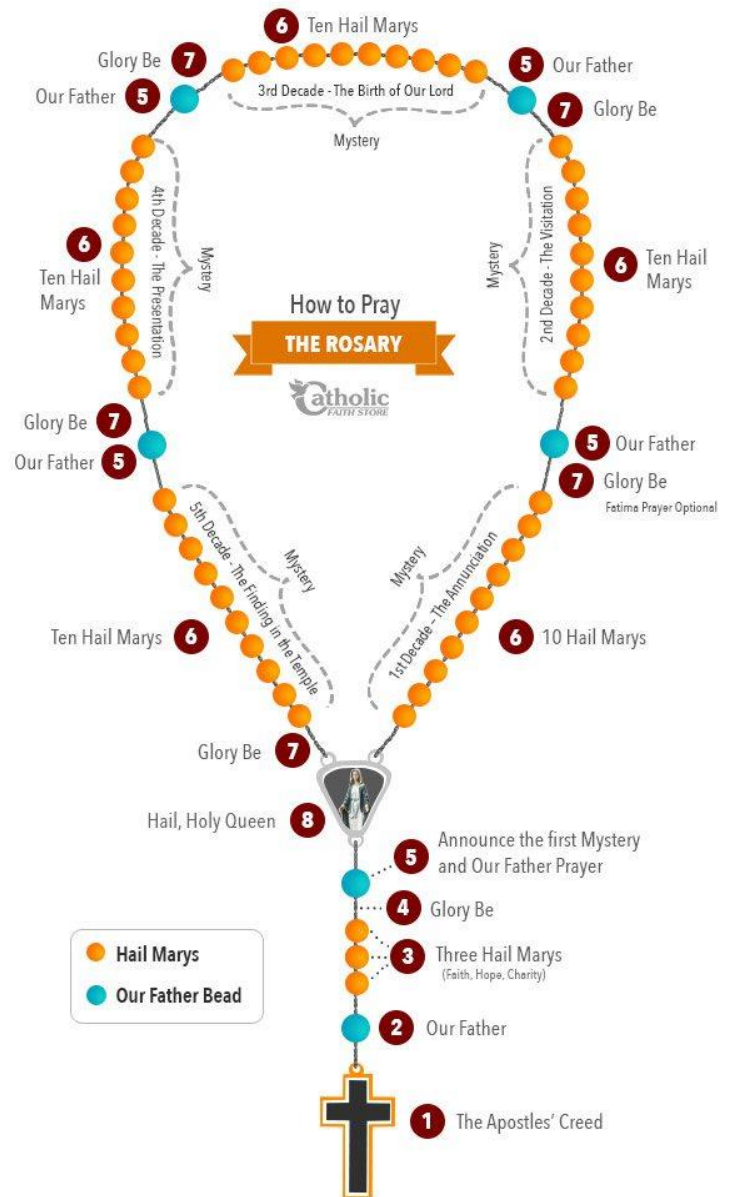 6 Ten Hail Marys
Glory Be 7
Our Father 5
5 Our Father
7 Glory Be
3rd Decade - The Birth of Our Lord
Mystery
4th Decade - The Presentation
Mystery
6
Ten Hail
Marys
2nd Decade - The Visitation
Mystery
6 Ten Hail
Marys
How to Pray
THE ROSARY
Catholic
FAITH STORE
Glory Be 7
Our Father 5
5 Our Father
7 Glory Be
Fatima Prayer Optional
5th Decade - The Finding in the Temple
Mystery
Ten Hail Marys 6
1st Decade - The Annunciation
Mystery
6 10 Hail Marys
Glory Be 7
Hail, Holy Queen 8
5 Announce the first Mystery
and Our Father Prayer
4 Glory Be
3 Three Hail Marys
(Faith, Hope, Charity)
Hail Marys
Our Father Bead
2 Our Father
1 The Apostles' Creed